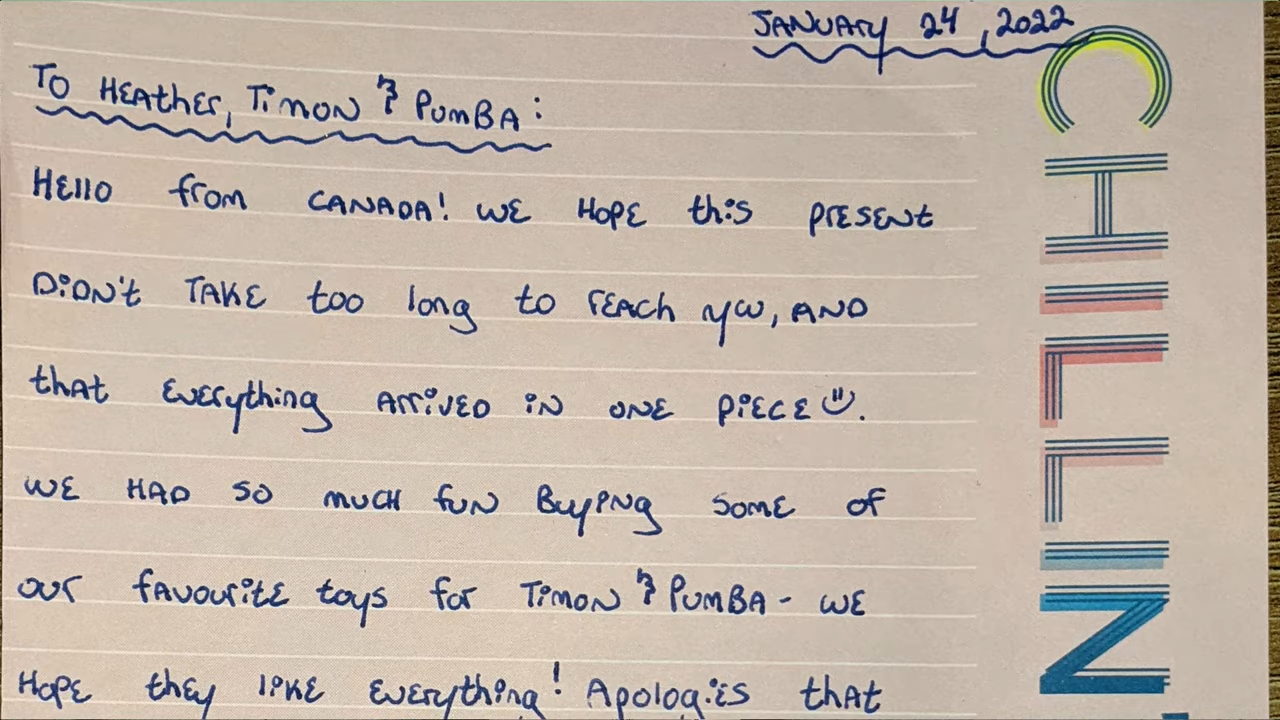 JANUARY 24, 2022
To Heather, Timon & Pumba:
Hello from CANADA! We Hope this present
Didn't take too long to reach you, and
that everything arrived in one piece☺.
We had so much fun buying some of
our favourite toys for Timon & Pumba - we
Hope they like everything! Apologies that
CHILLIN'